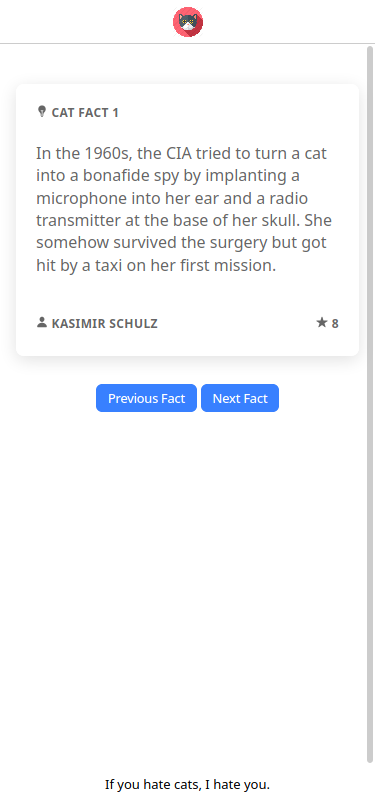 CAT FACT 1
In the 1960s, the CIA tried to turn a cat
into a bonafide spy by implanting a
microphone into her ear and a radio
transmitter at the base of her skull. She
somehow survived the surgery but got
hit by a taxi on her first mission.
KASIMIR SCHULZ
8
Previous Fact
Next Fact
If you hate cats, I hate you.